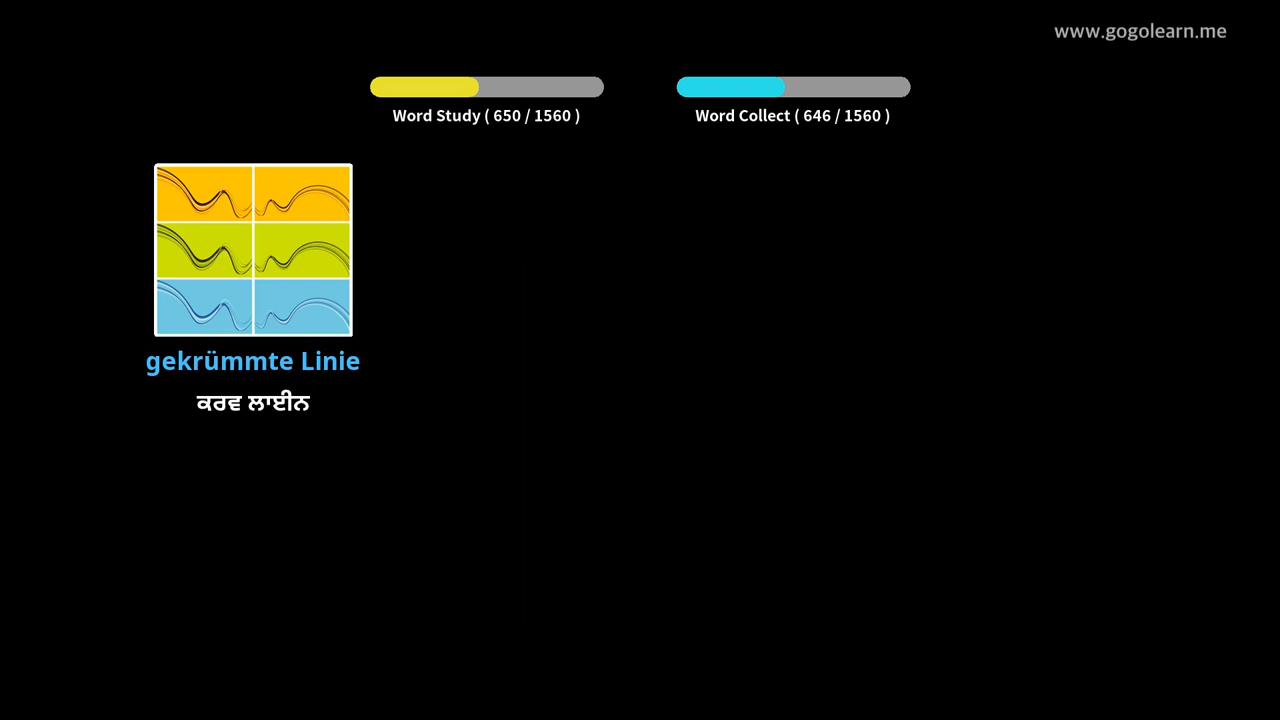 www.gogolearn.me
Word Study ( 650 / 1560 )
Word Collect ( 646 / 1560 )
gekrümmte Linie
ਕਰਵ ਲਾਈਨ